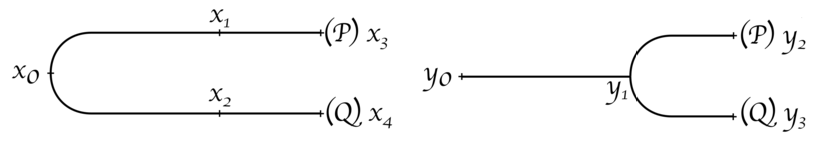 x1
(P) x3
x0
x2
(Q) x4
y0
y1
(P) y2
(Q) y3